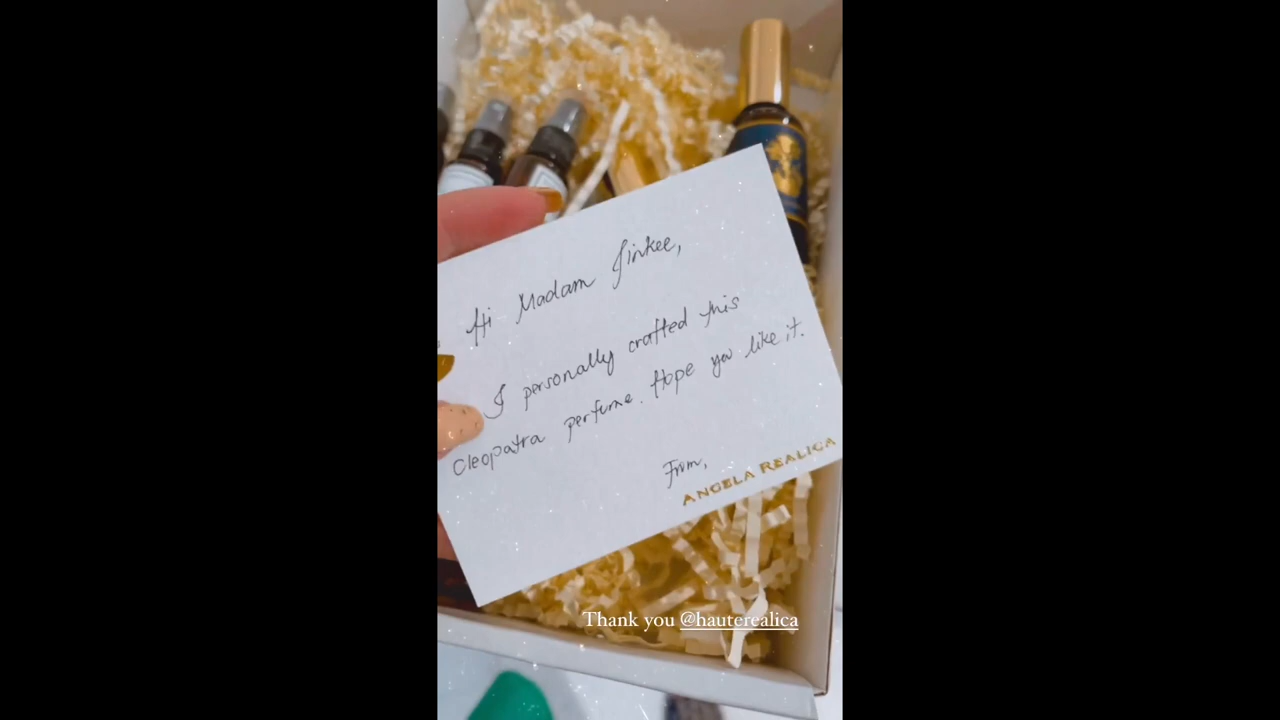 Hi Madam Jinkee,
I personally crafted this
Cleopatra perfume. Hope you like it.
From,
ANGELA REALICA
Thank you @hauterealica